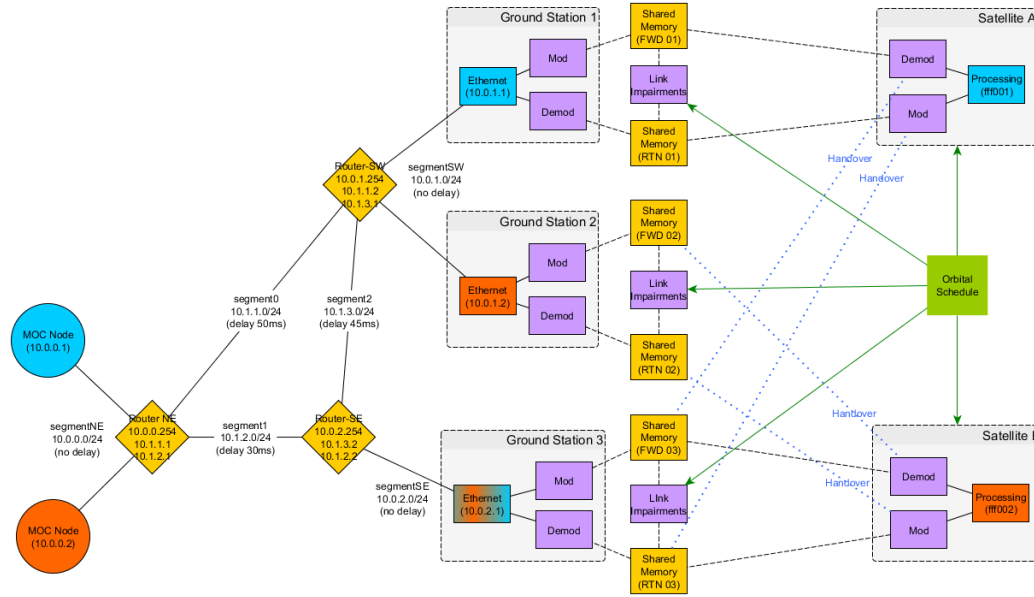 Ground Station 1
Mod
Ethernet
(10.0.1.1)
Demod
Shared
Memory
(FWD 01)
Link
Impairments
Shared
Memory
(RTN 01)
Satellite A
Demod
Processing
(fff001)
Mod
Handover
Handover
Router-SW
10.0.1.254
10.1.1.2
10.1.3.1
segmentSW
10.0.1.0/24
(no delay)
Ground Station 2
Mod
Ethernet
(10.0.1.2)
Demod
Shared
Memory
(FWD 02)
Link
Impairments
Shared
Memory
(RTN 02)
Orbital
Schedule
segment0
10.1.1.0/24
(delay 50ms)
segment2
10.1.3.0/24
(delay 45ms)
MOC Node
(10.0.0.1)
segmentNE
10.0.0.0/24
(no delay)
Router NE
10.0.0.254
10.1.1.1
10.1.2.1
segment1
10.1.2.0/24
(delay 30ms)
Router-SE
10.0.2.254
10.1.3.2
10.1.2.2
MOC Node
(10.0.0.2)
segmentSE
10.0.2.0/24
(no delay)
Ground Station 3
Mod
Ethernet
(10.0.2.1)
Demod
Shared
Memory
(FWD 03)
LInk
Impairments
Shared
Memory
(RTN 03)
Handover
Handover
Satellite
Demod
Processing
(fff002)
Mod